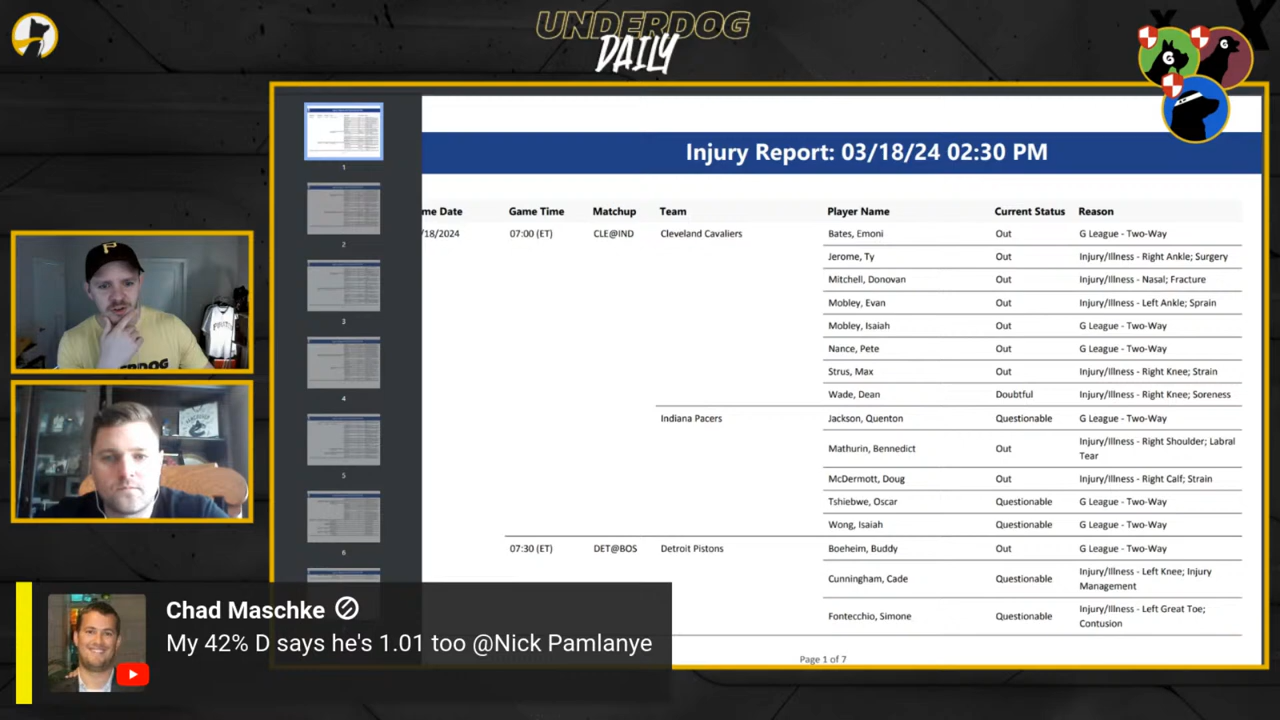 UNDERDOG
DAILY
Injury Report: 03/18/24 02:30 PM
me Date Game Time Matchup Team Player Name Current Status Reason
/18/2024 07:00 (ET) CLE@IND Cleveland Cavaliers Bates, Emoni Out G League - Two-Way
Jerome, Ty Out Injury/Illness - Right Ankle; Surgery
Mitchell, Donovan Out Injury/Illness - Nasal; Fracture
Mobley, Evan Out Injury/Illness - Left Ankle; Sprain
Mobley, Isaiah Out G League - Two-Way
Nance, Pete Out G League - Two-Way
Strus, Max Out Injury/Illness - Right Knee; Strain
Wade, Dean Doubtful Injury/Illness - Right Knee; Soreness
Indiana Pacers Jackson, Quenton Questionable G League - Two-Way
Mathurin, Bennedict Out Injury/Illness - Right Shoulder; Labral
Tear
McDermott, Doug Out Injury/Illness - Right Calf; Strain
Tshiebwe, Oscar Questionable G League - Two-Way
Wong, Isaiah Questionable G League - Two-Way
07:30 (ET) DET@BOS Detroit Pistons Boeheim, Buddy Out G League - Two-Way
Cunningham, Cade Questionable Injury/Illness - Left Knee; Injury
Management
Fontecchio, Simone Questionable Injury/Illness - Left Great Toe;
Contusion
Page 1 of 7
1
2
3
4
5
6
Chad Maschke
My 42% D says he's 1.01 too @Nick Pamlanye